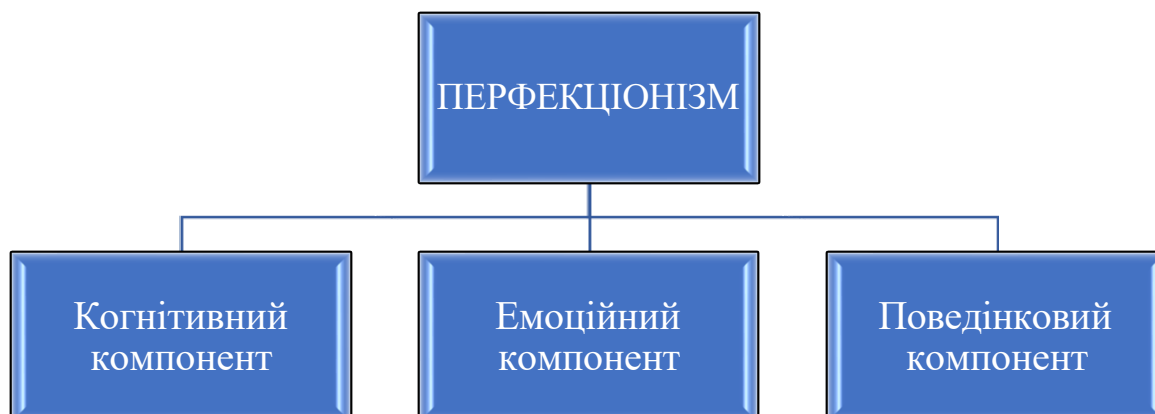 ПЕРФЕКЦІОНІЗМ
Когнітивний
компонент
Емоційний
компонент
Поведінковий
компонент